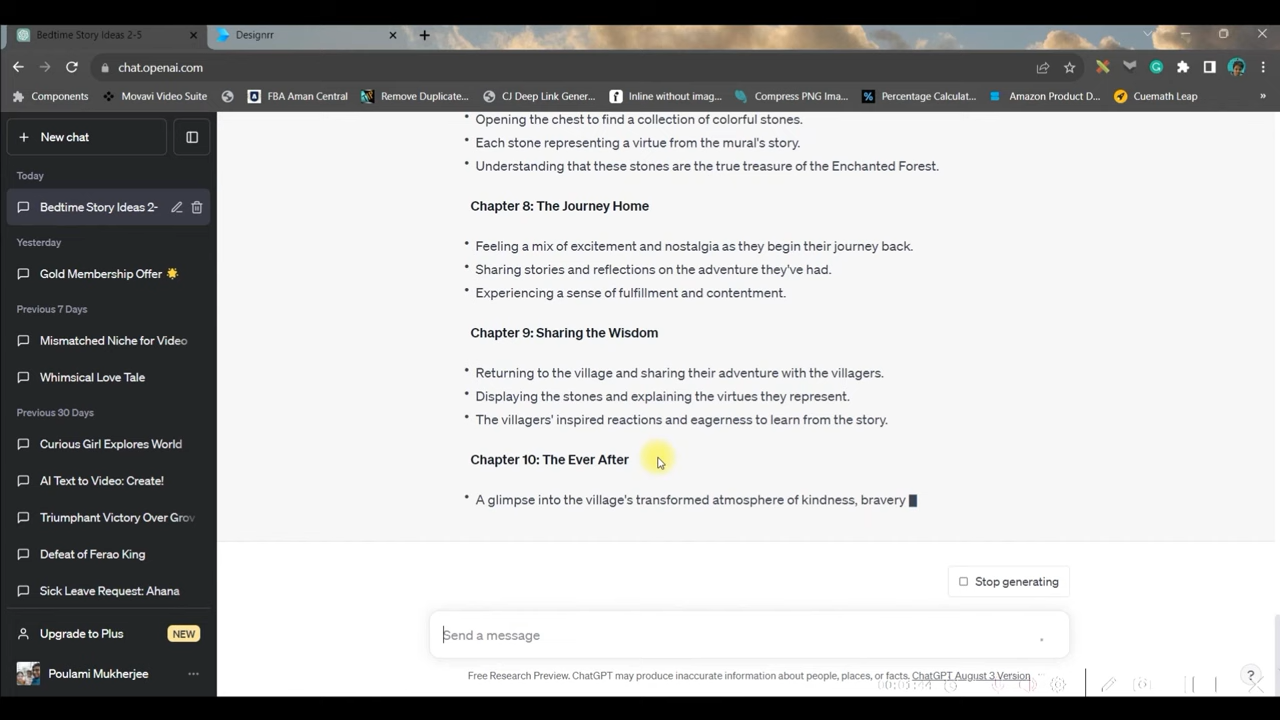 Bedtime Story Ideas 2-5
Designrr
chat.openai.com
Components
Movavi Video Suite
FBA Aman Central
Remove Duplicate...
CJ Deep Link Gener...
Inline without imag...
Compress PNG Ima...
Percentage Calculat...
Amazon Product D...
Cuemath Leap
»
New chat
Today
Bedtime Story Ideas 2-
Yesterday
Gold Membership Offer
Previous 7 Days
Mismatched Niche for Video
Whimsical Love Tale
Previous 30 Days
Curious Girl Explores World
AI Text to Video: Create!
Triumphant Victory Over Grov
Defeat of Ferao King
Sick Leave Request: Ahana
Upgrade to Plus
NEW
Poulami Mukherjee
• Opening the chest to find a collection of colorful stones.
• Each stone representing a virtue from the mural's story.
• Understanding that these stones are the true treasure of the Enchanted Forest.
Chapter 8: The Journey Home
• Feeling a mix of excitement and nostalgia as they begin their journey back.
• Sharing stories and reflections on the adventure they've had.
• Experiencing a sense of fulfillment and contentment.
Chapter 9: Sharing the Wisdom
• Returning to the village and sharing their adventure with the villagers.
• Displaying the stones and explaining the virtues they represent.
• The villagers' inspired reactions and eagerness to learn from the story.
Chapter 10: The Ever After
• A glimpse into the village's transformed atmosphere of kindness, bravery
Stop generating
Send a message
Free Research Preview. ChatGPT may produce inaccurate information about people, places, or facts. ChatGPT August 3 Version
?